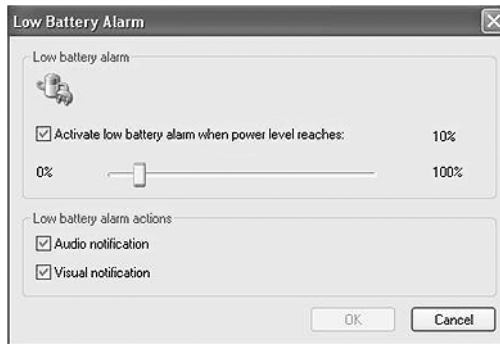 Low Battery Alarm
Low battery alarm
Activate low battery alarm when power level reaches: 10%
0% 100%
Low battery alarm actions
Audio notification
Visual notification
OK Cancel